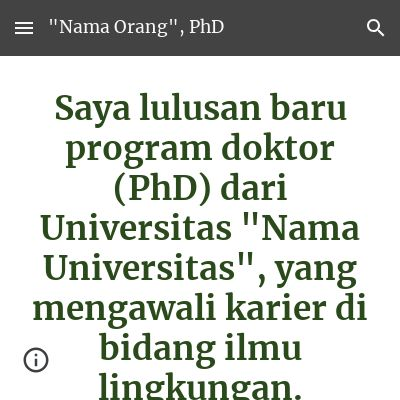 "Nama Orang", PhD
Saya lulusan baru
program doktor
(PhD) dari
Universitas "Nama
Universitas", yang
mengawali karier di
bidang ilmu
lingkungan.